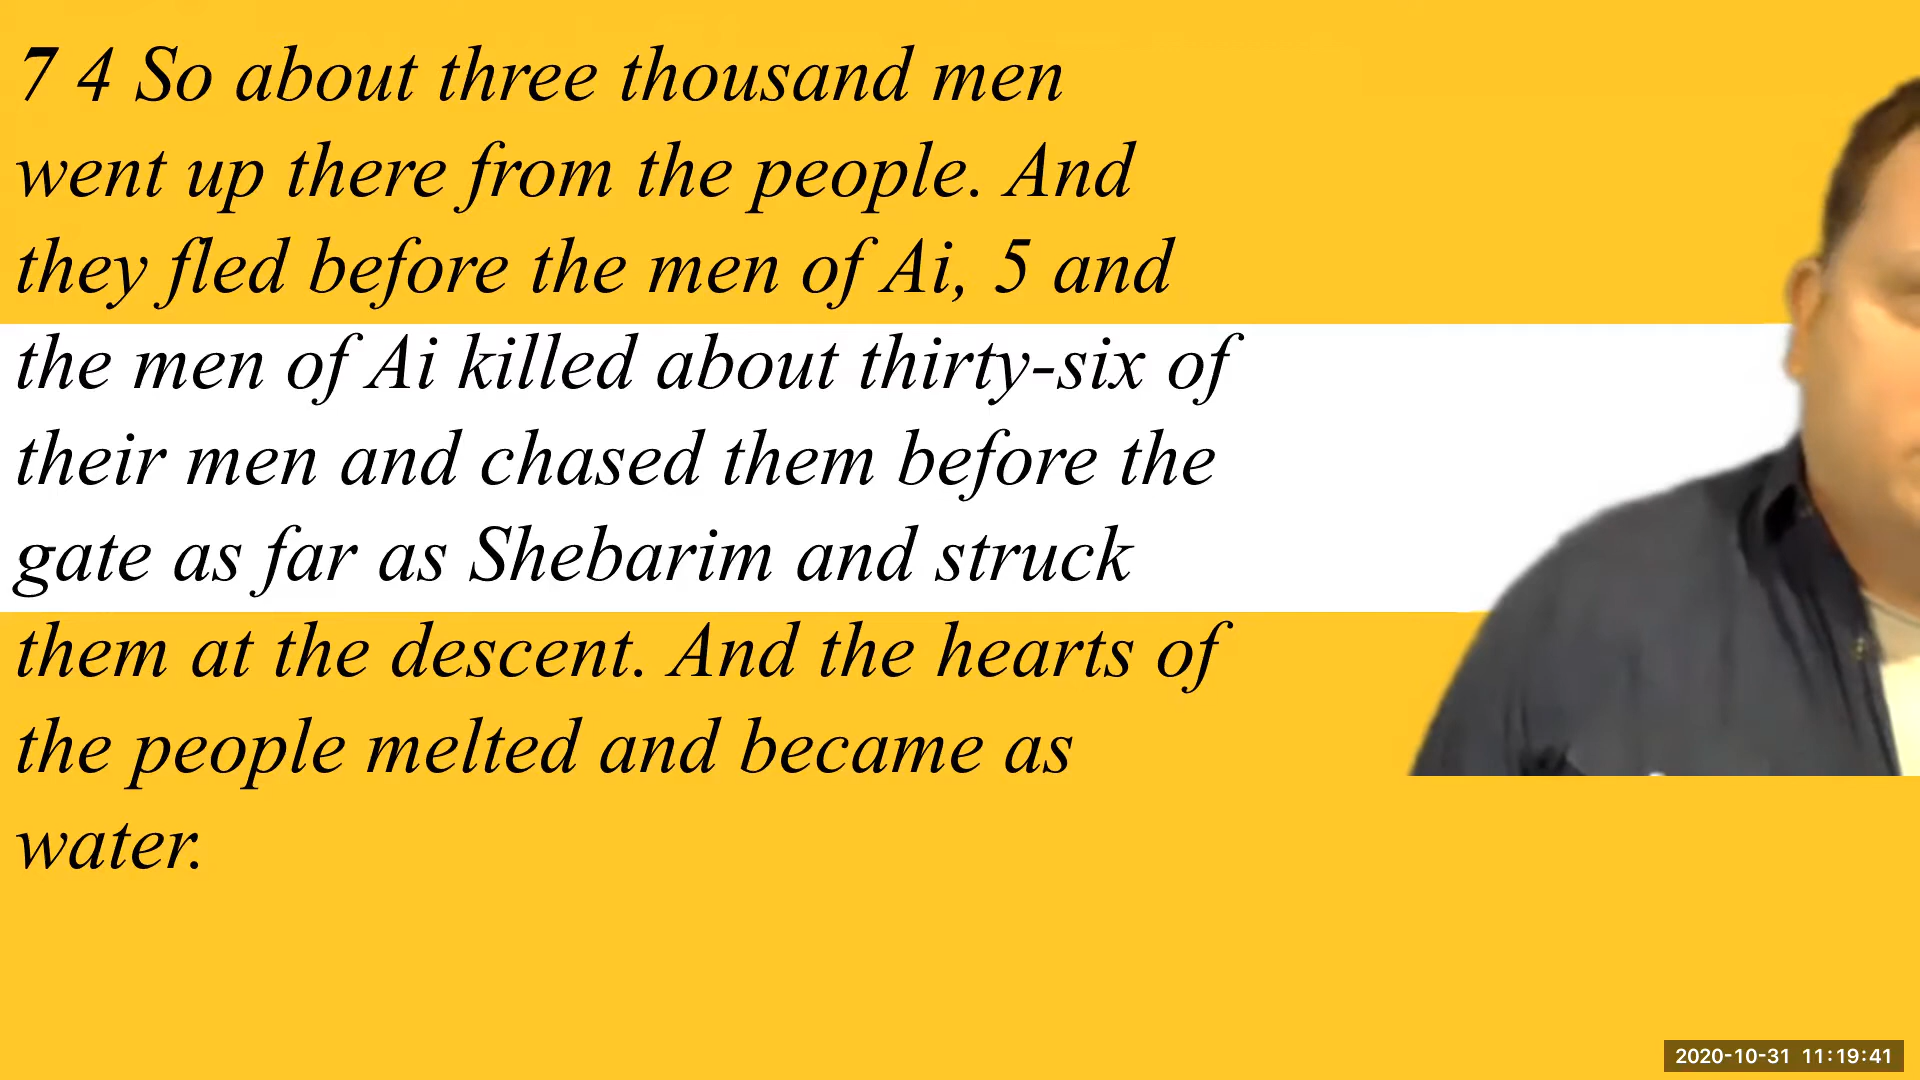 7 4 So about three thousand men
went up there from the people. And
they fled before the men of Ai, 5 and
the men of Ai killed about thirty-six of
their men and chased them before the
gate as far as Shebarim and struck
them at the descent. And the hearts of
the people melted and became as
water.
2020-10-31 11:19:41